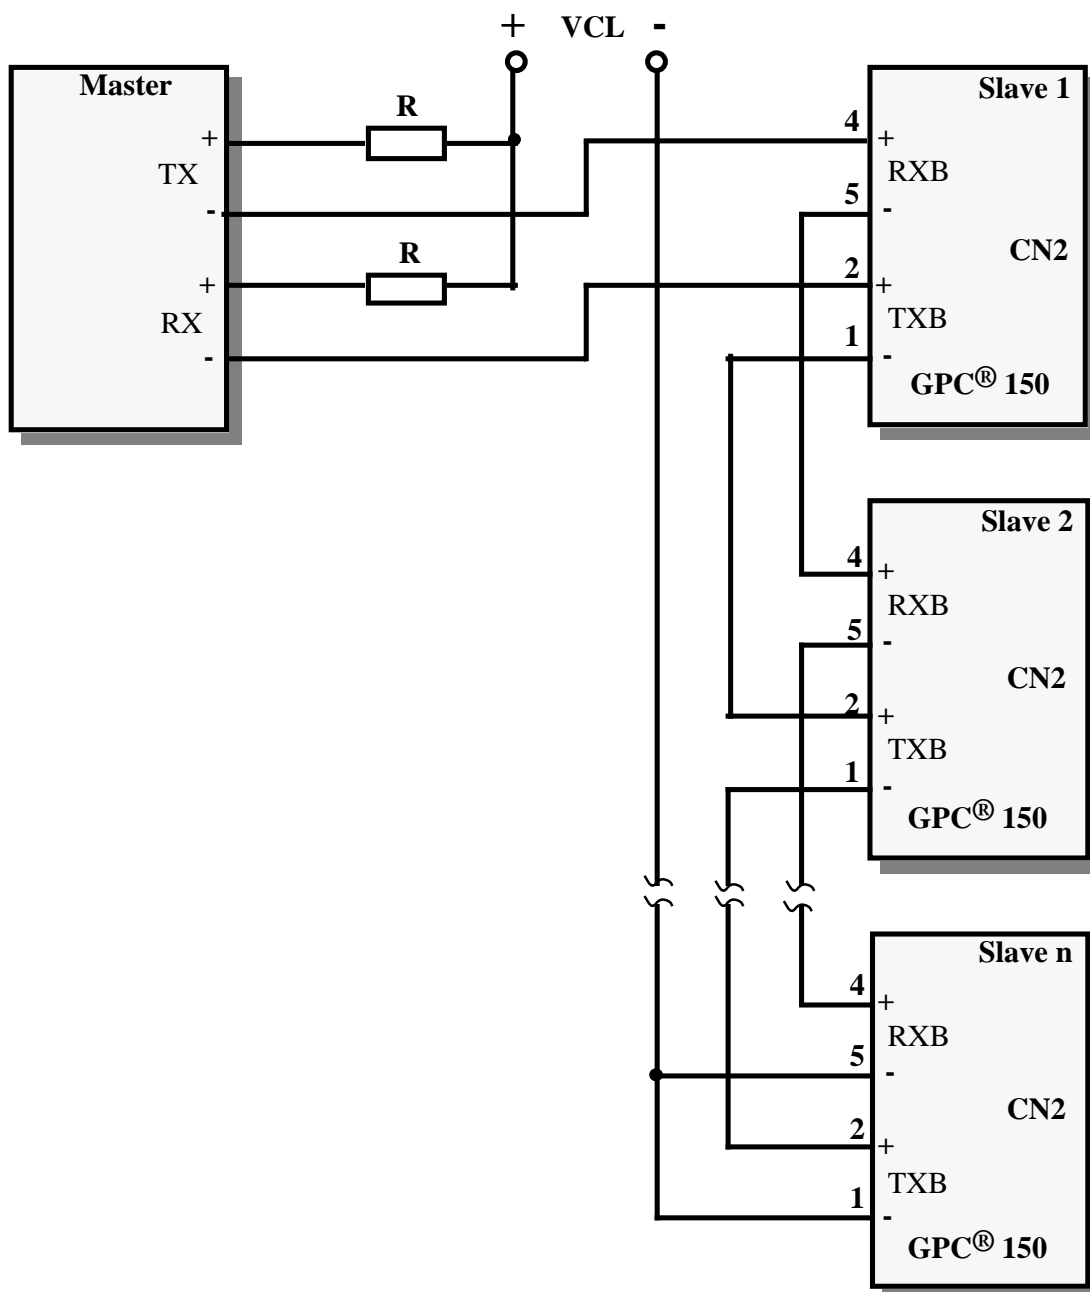 + VCL -
Master
R
+
TX
-
R
+
RX
-
Slave 1
4
+
RXB
5
-
CN2
2
+
TXB
1
-
GPC® 150
Slave 2
4
+
RXB
5
-
CN2
2
+
TXB
1
-
GPC® 150
Slave n
4
+
RXB
5
-
CN2
2
+
TXB
1
-
GPC® 150